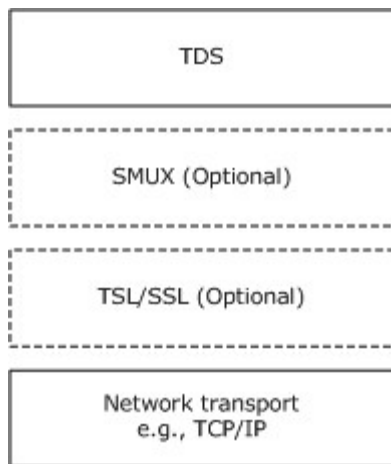 TDS
SMUX (Optional)
TSL/SSL (Optional)
Network transport
e.g., TCP/IP